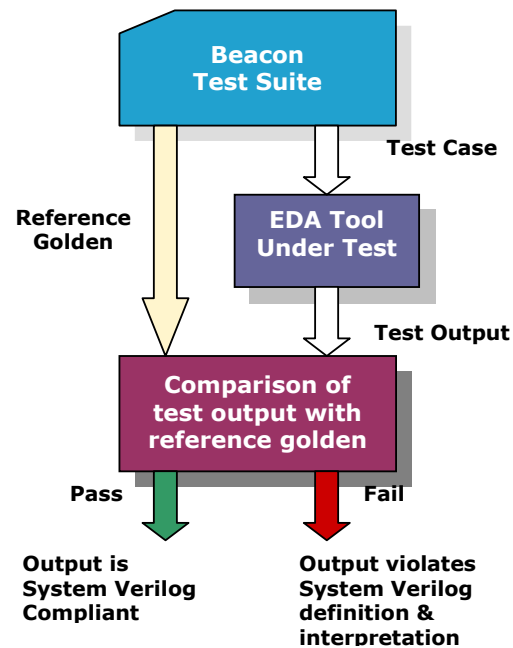 Beacon
Test Suite
Test Case
Reference
Golden
EDA Tool
Under Test
Test Output
Comparison of
test output with
reference golden
Pass
Fail
Output is
System Verilog
Compliant
Output violates
System Verilog
definition &
interpretation